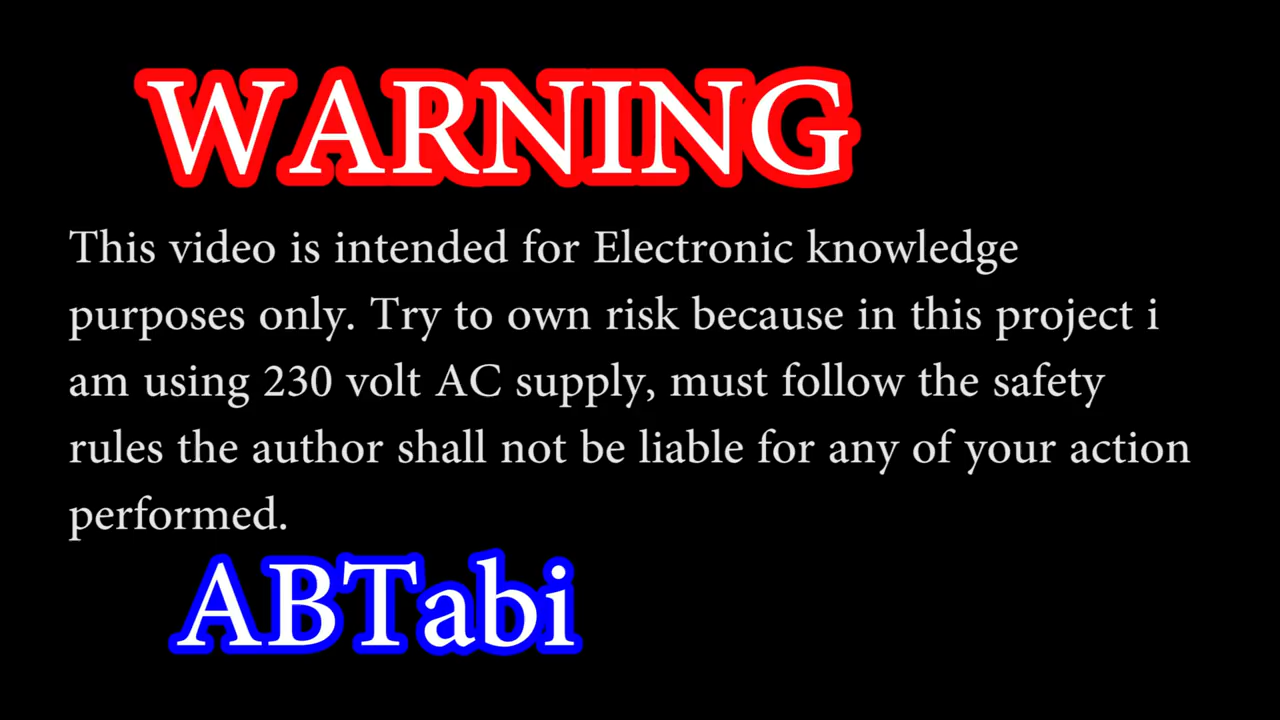 WARNING
This video is intended for Electronic knowledge
purposes only. Try to own risk because in this project i
am using 230 volt AC supply, must follow the safety
rules the author shall not be liable for any of your action
performed.
ABTabi